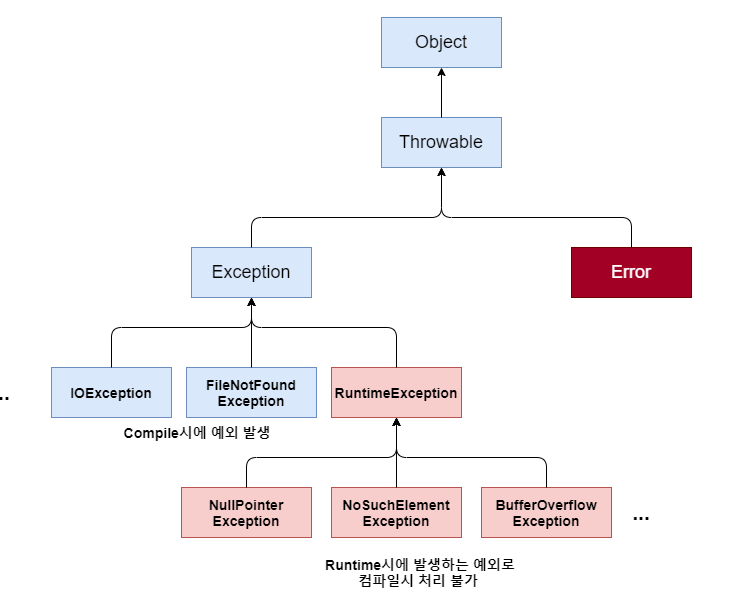 Object
Throwable
Exception
Error
..
IOException
FileNotFound
Exception
RuntimeException
Compile시에 예외 발생
NullPointer
Exception
NoSuchElement
Exception
BufferOverflow
Exception
...
Runtime시에 발생하는 예외로
컴파일시 처리 불가